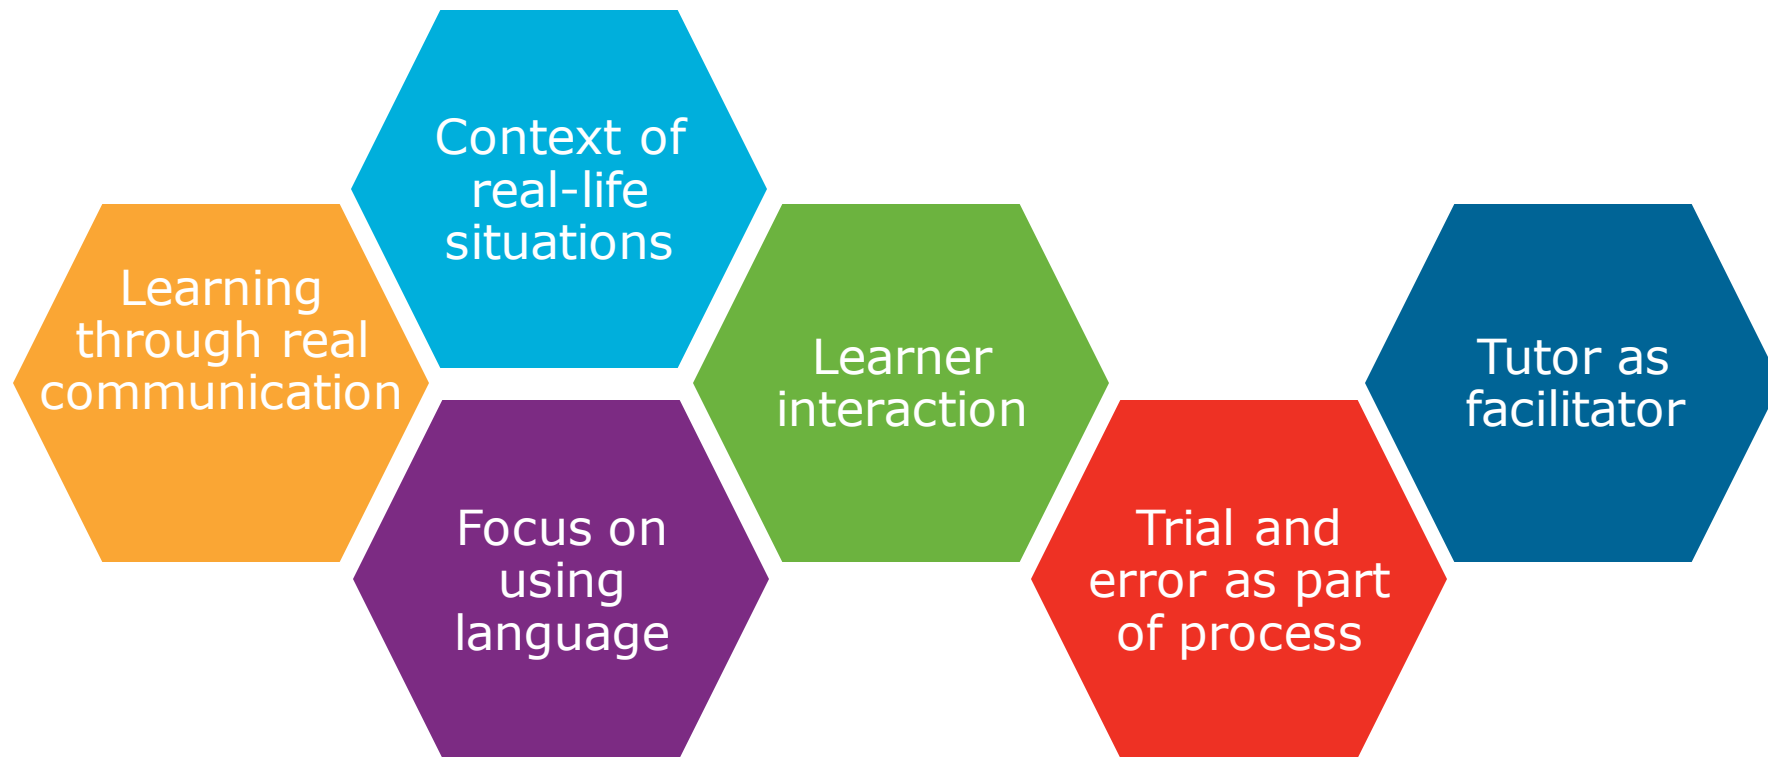 Learning
through real
communication
Context of
real-life
situations
Focus on
using
language
Learner
interaction
Trial and
error as part
of process
Tutor as
facilitator